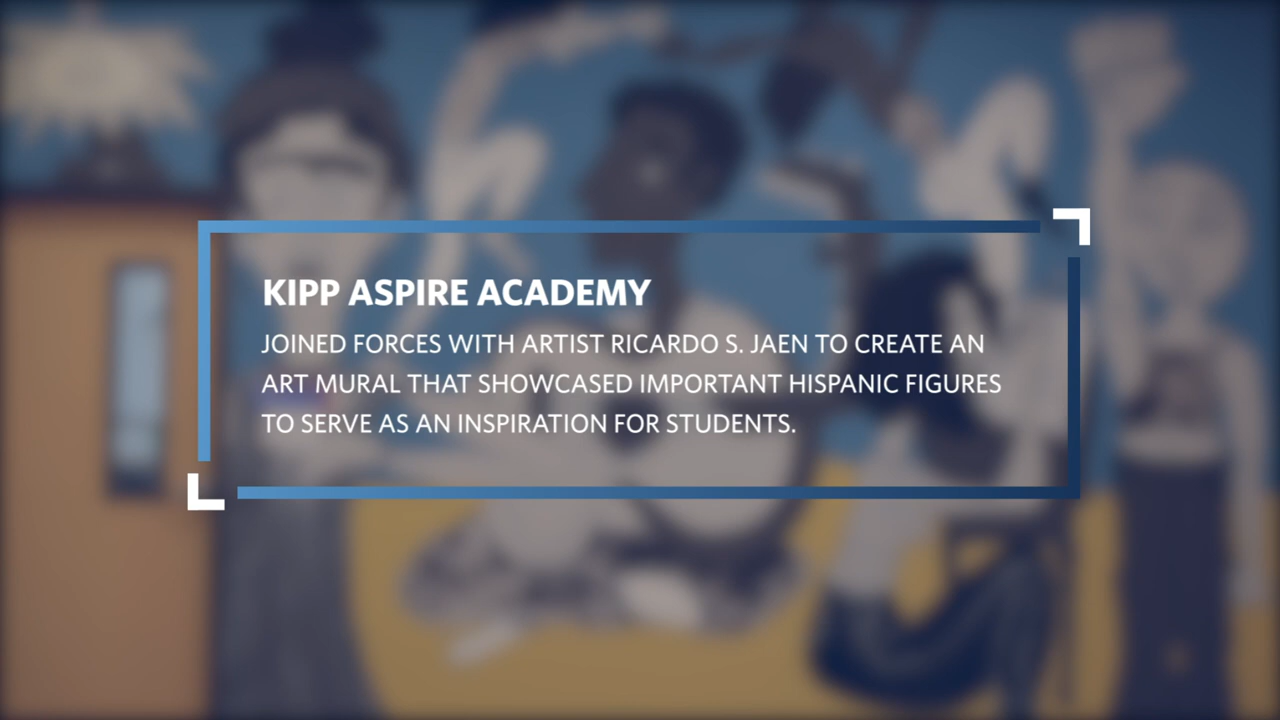 KIPP ASPIRE ACADEMY
JOINED FORCES WITH ARTIST RICARDO S. JAEN TO CREATE AN
ART MURAL THAT SHOWCASED IMPORTANT HISPANIC FIGURES
TO SERVE AS AN INSPIRATION FOR STUDENTS.